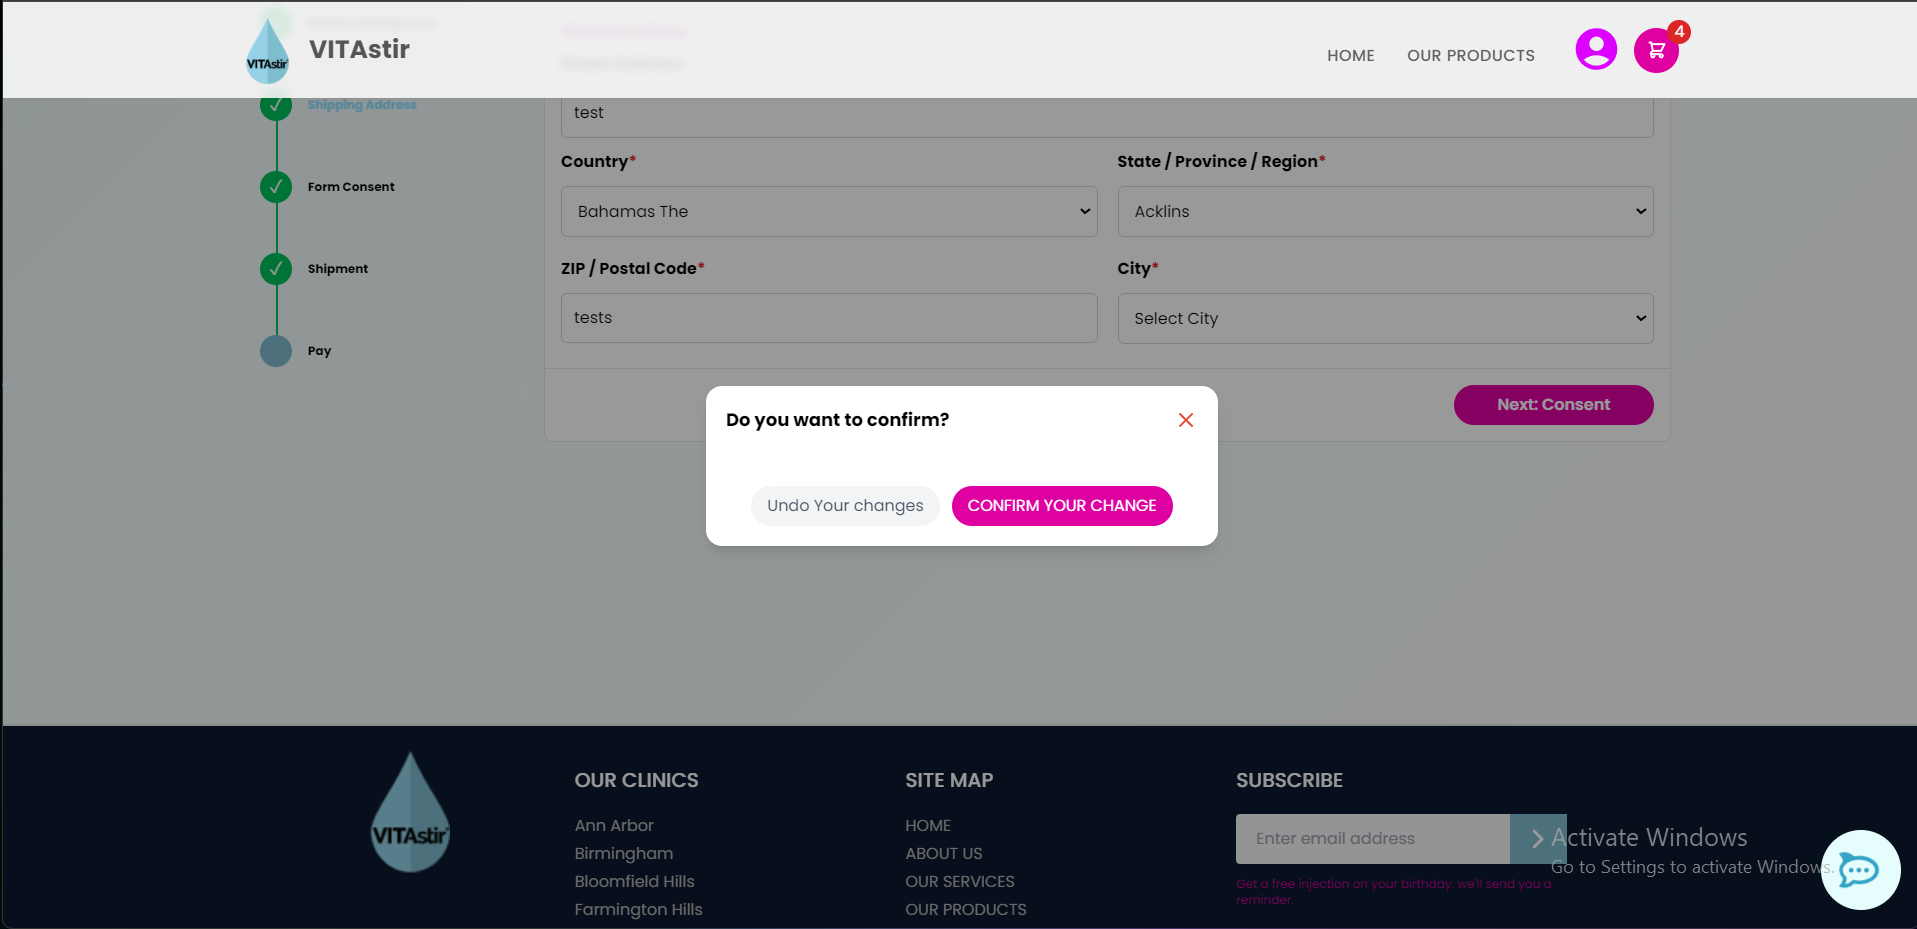 VITAstir
VITAstir
HOME
OUR PRODUCTS
4
Shipping Address
test
Form Consent
Country*
State / Province / Region*
Bahamas The
Acklins
Shipment
ZIP / Postal Code*
City*
tests
Select City
Pay
Next: Consent
Do you want to confirm?
Undo Your changes
CONFIRM YOUR CHANGE
VITAstir
OUR CLINICS
Ann Arbor
Birmingham
Bloomfield Hills
Farmington Hills
SITE MAP
HOME
ABOUT US
OUR SERVICES
OUR PRODUCTS
SUBSCRIBE
Enter email address
Get a free injection on your birthday. we'll send you a
reminder.
Activate Windows
Go to Settings to activate Windows.